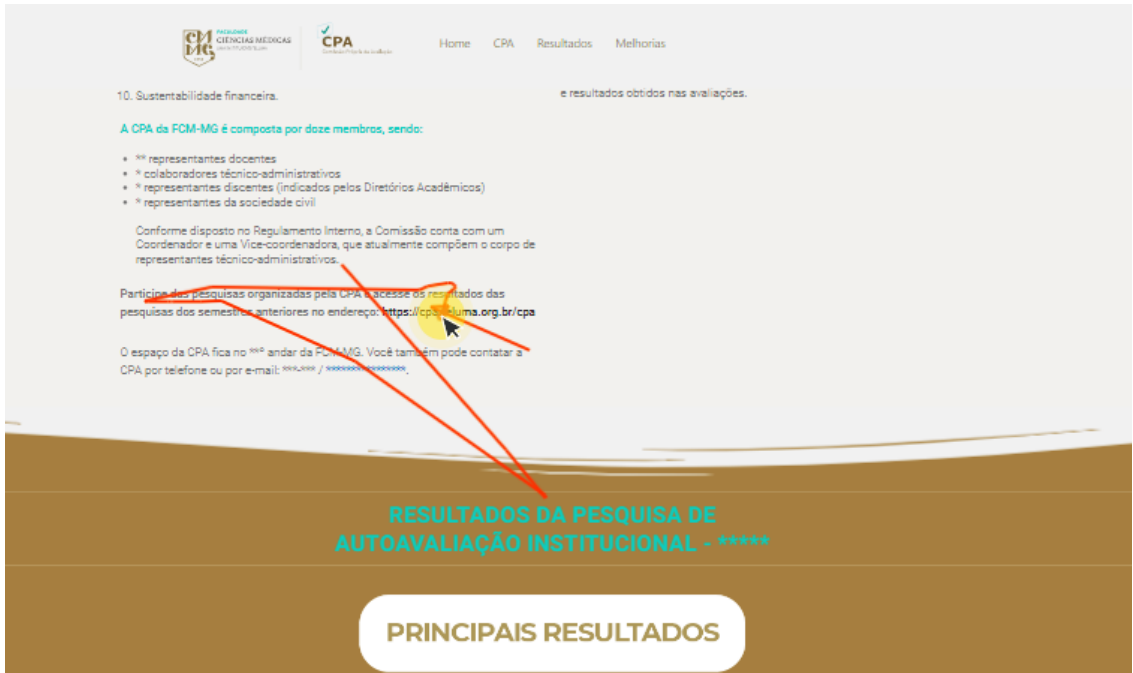 CM
MG
FACULDADE
CIÊNCIAS MÉDICAS
CPA
Home CPA Resultados Melhorias
10. Sustentabilidade financeira.
e resultados obtidos nas avaliações.
A CPA da FCM-MG é composta por doze membros, sendo:
• ** representantes docentes
• * colaboradores técnico-administrativos
• * representantes discentes (indicados pelos Diretórios Acadêmicos)
• * representantes da sociedade civil
Conforme disposto no Regulamento Interno, a Comissão conta com um
Coordenador e uma Vice-coordenadora, que atualmente compõem o corpo de
representantes técnico-administrativos.
Participe das pesquisas organizadas pela CPA e acesse os resultados das
pesquisas dos semestres anteriores no endereço:
O espaço da CPA fica no **º andar da FCM-MG. Você também pode contatar a
CPA por telefone ou por e-mail: ***-*** / ****************.
RESULTADOS DA PESQUISA DE
AUTOAVALIAÇÃO INSTITUCIONAL - *****
PRINCIPAIS RESULTADOS